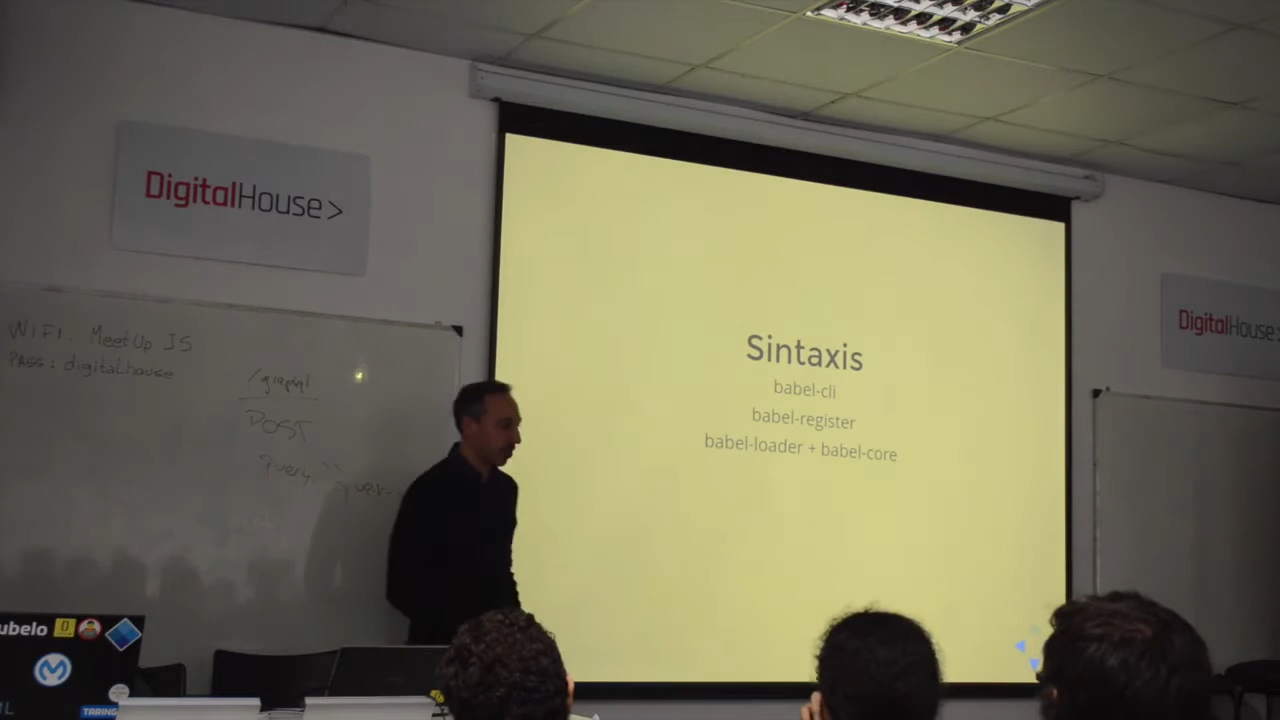 DigitalHouse>
WIFI. MeetUp JS
PASS: digitalhouse
/graphql
POST
Sintaxis
babel-cli
babel-register
babel-loader + babel-core
DigitalHouse>
ubelo
TARING